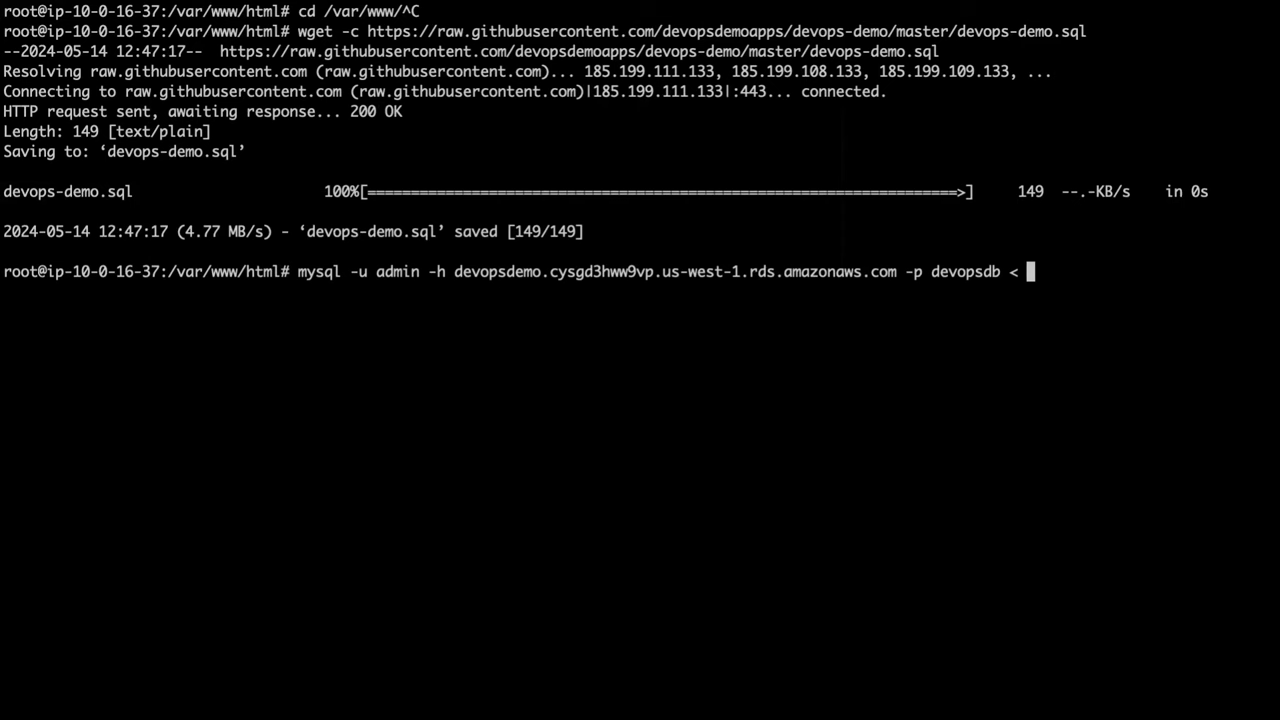 root@ip-10-0-16-37:/var/www/html# cd /var/www/^C
root@ip-10-0-16-37:/var/www/html# wget -c https://raw.githubusercontent.com/devopsdemoapps/devops-demo/master/devops-demo.sql
--2024-05-14 12:47:17--  https://raw.githubusercontent.com/devopsdemoapps/devops-demo/master/devops-demo.sql
Resolving raw.githubusercontent.com (raw.githubusercontent.com)... 185.199.111.133, 185.199.108.133, 185.199.109.133, ...
Connecting to raw.githubusercontent.com (raw.githubusercontent.com)|185.199.111.133|:443... connected.
HTTP request sent, awaiting response... 200 OK
Length: 149 [text/plain]
Saving to: ‘devops-demo.sql’
devops-demo.sql 100%[====================================================================>] 149 --.-KB/s in 0s
2024-05-14 12:47:17 (4.77 MB/s) - ‘devops-demo.sql’ saved [149/149]
root@ip-10-0-16-37:/var/www/html# mysql -u admin -h devopsdemo.cysgd3hww9vp.us-west-1.rds.amazonaws.com -p devopsdb <